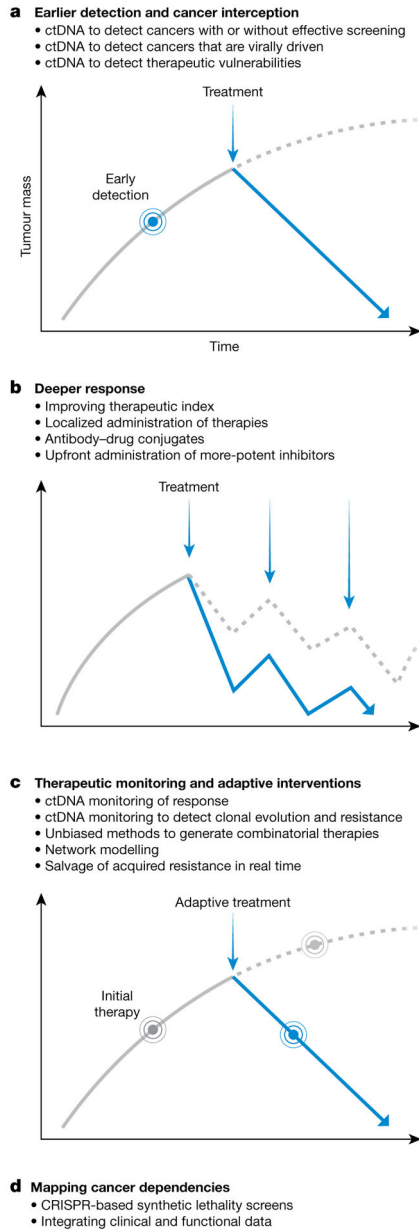 a Earlier detection and cancer interception
• ctDNA to detect cancers with or without effective screening
• ctDNA to detect cancers that are virally driven
• ctDNA to detect therapeutic vulnerabilities
Treatment
Early
detection
Tumour mass
Time
b Deeper response
• Improving therapeutic index
• Localized administration of therapies
• Antibody–drug conjugates
• Upfront administration of more-potent inhibitors
Treatment
c Therapeutic monitoring and adaptive interventions
• ctDNA monitoring of response
• ctDNA monitoring to detect clonal evolution and resistance
• Unbiased methods to generate combinatorial therapies
• Network modelling
• Salvage of acquired resistance in real time
Adaptive treatment
Initial
therapy
d Mapping cancer dependencies
• CRISPR-based synthetic lethality screens
• Integrating clinical and functional data